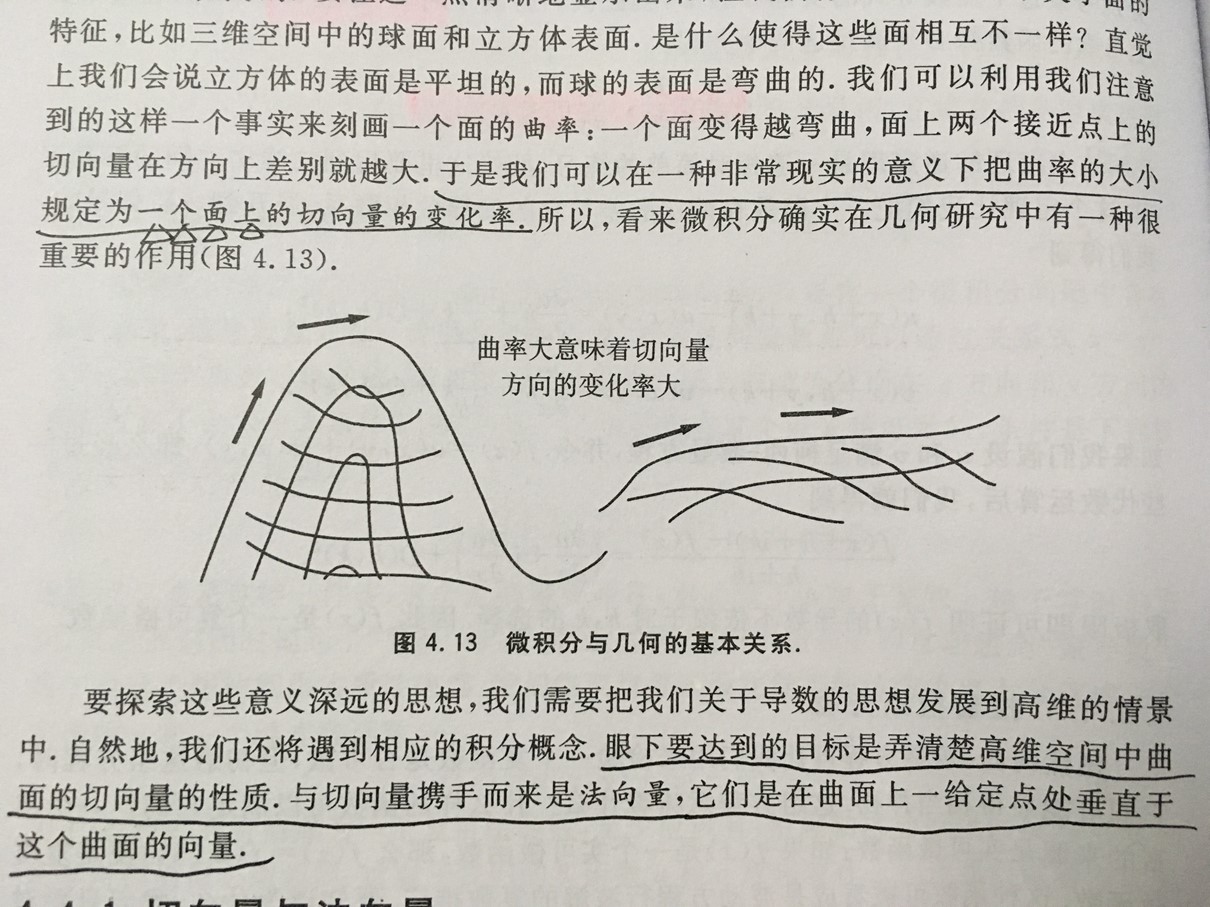 特征,比如三维空间中的球面和立方体表面.是什么使得这些面相互不一样?直觉
上我们会说立方体的表面是平坦的,而球的表面是弯曲的.我们可以利用我们注意
到的这样一个事实来刻画一个面的曲率:一个面变得越弯曲,面上两个接近点上的
切向量在方向上差别就越大.于是我们可以在一种非常现实的意义下把曲率的大小
规定为一个面上的切向量的变化率.所以,看来微积分确实在几何研究中有一种很
重要的作用(图 4.13).
曲率大意味着切向量
方向的变化率大
图 4.13 微积分与几何的基本关系.
要探索这些意义深远的思想,我们需要把我们关于导数的思想发展到高维的情景
中.自然地,我们还将遇到相应的积分概念.眼下要达到的目标是弄清楚高维空间中曲
面的切向量的性质.与切向量携手而来是法向量,它们是在曲面上一给定点处垂直于
这个曲面的向量.
4.4.1 切向量与法向量